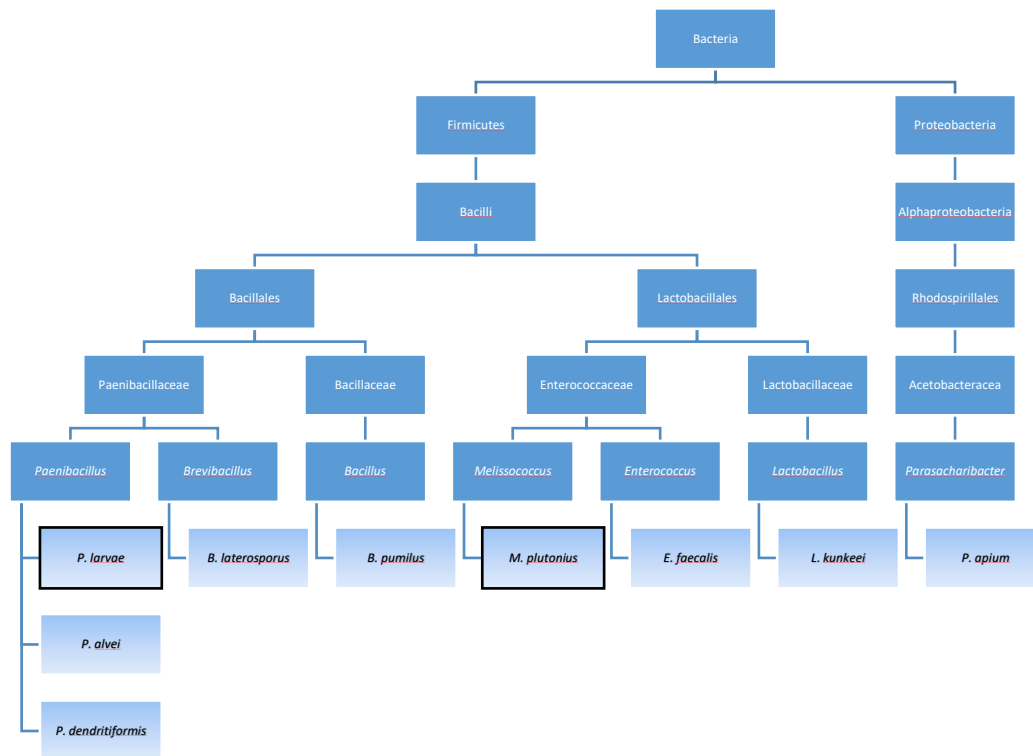 Bacteria
Firmicutes
Proteobacteria
Bacilli
Alphaproteobacteria
Bacillales
Lactobacillales
Rhodospirillales
Paenibacillaceae
Bacillaceae
Enterococcaceae
Lactobacillaceae
Acetobacteracea
Paenibacillus
Brevibacillus
Bacillus
Melissococcus
Enterococcus
Lactobacillus
Parasacharibacter
P. larvae
B. laterosporus
B. pumilus
M. plutonius
E. faecalis
L. kunkeei
P. apium
P. alvei
P. dendritiformis